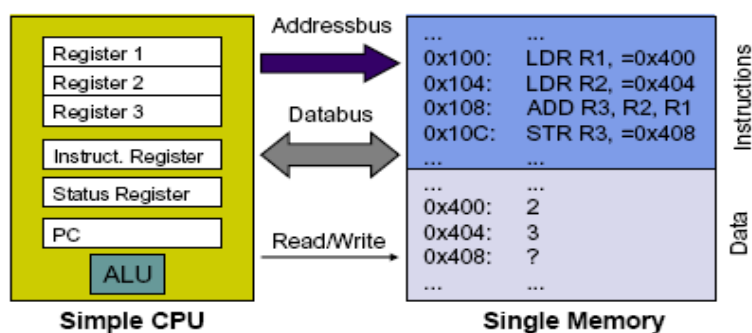 Register 1
Register 2
Register 3
Instruct. Register
Status Register
PC
ALU
Simple CPU
Addressbus
Databus
Read/Write
... ...
0x100: LDR R1, =0x400
0x104: LDR R2, =0x404
0x108: ADD R3, R2, R1
0x10C: STR R3, =0x408
... ...
... ...
0x400: 2
0x404: 3
0x408: ?
... ...
Single Memory
Instructions
Data